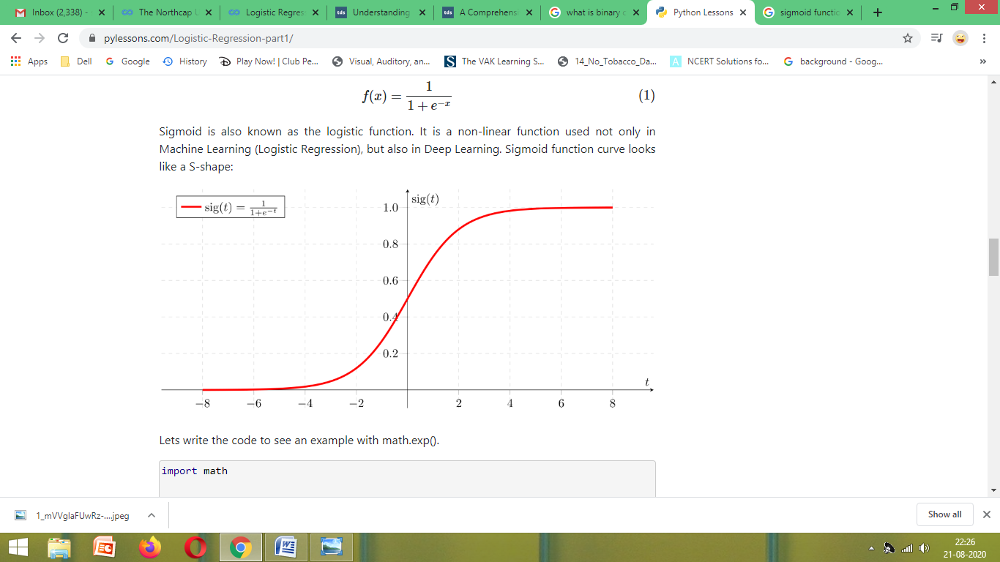 Inbox (2,338) -
The Northcap U
Logistic Regres
Understanding
A Comprehensi
what is binary c
Python Lessons
sigmoid functio
pylessons.com/Logistic-Regression-part1/
Apps Dell Google History Play Now! | Club Pe... Visual, Auditory, an... The VAK Learning S... 14_No_Tobacco_Da... NCERT Solutions fo... background - Goog... »
f(x) = 1 / (1 + e^{-x}) (1)
Sigmoid is also known as the logistic function. It is a non-linear function used not only in
Machine Learning (Logistic Regression), but also in Deep Learning. Sigmoid function curve looks
like a S-shape:
sig(t) = 1 / (1+e^{-t})
sig(t)
1.0
0.8
0.6
0.4
0.2
t
−8 −6 −4 −2 2 4 6 8
Lets write the code to see an example with math.exp().
import math
1_mVVglaFUwRz-....jpeg
Show all
22:26
21-08-2020